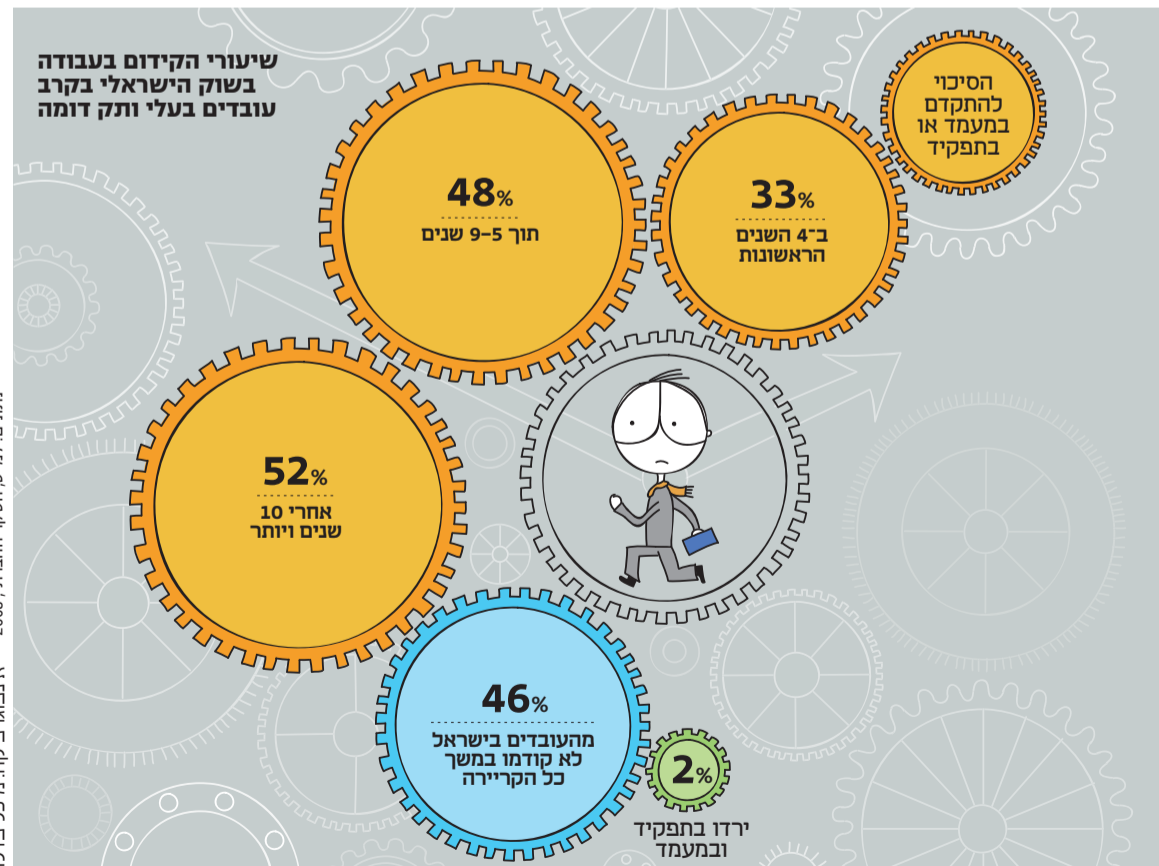 שיעורי הקידום בעבודה
בשוק הישראלי בקרב
עובדים בעלי ותק דומה
הסיכוי
להתקדם
במעמד או
בתפקיד
33%
ב־4 השנים
הראשונות
48%
תוך 9-5 שנים
52%
אחרי 10
שנים ויותר
46%
מהעובדים בישראל
לא קודמו במשך
כל הקריירה
2%
ירדו בתפקיד
ובמעמד